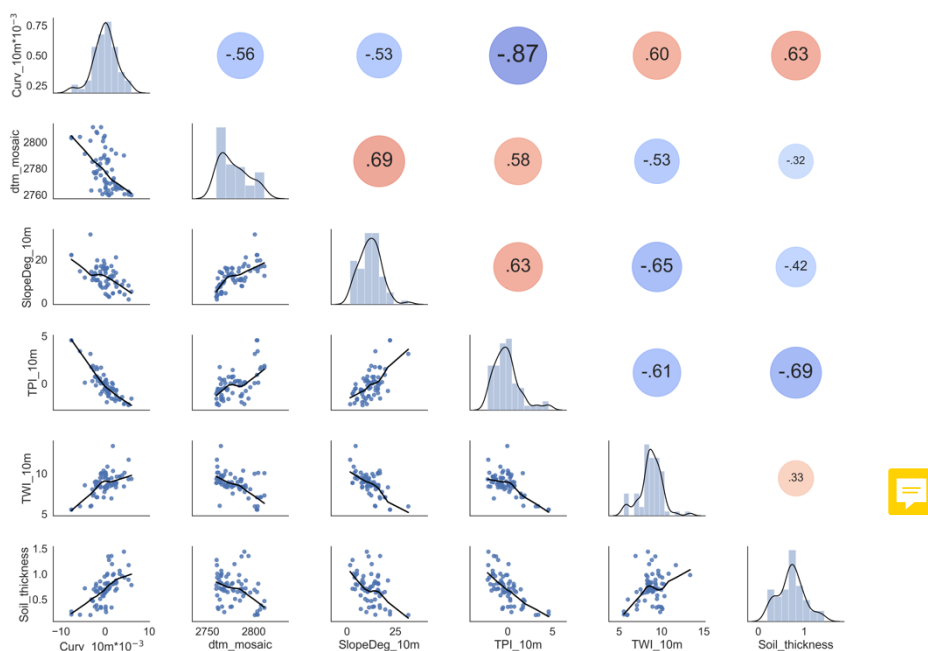 Curv_10m*10⁻³
0.75
0.50
0.25
-.56
-.53
-.87
.60
.63
dtm_mosaic
2800
2780
2760
.69
.58
-.53
-.32
SlopeDeg_10m
20
0
.63
-.65
-.42
TPI_10m
5
0
-.61
-.69
TWI_10m
10
5
.33
Soil_thickness
1.5
1.0
0.5
−10 0 10
2750 2800
0 25
0 5
5 10 15
0 1
Curv_10m*10⁻³
dtm_mosaic
SlopeDeg_10m
TPI_10m
TWI_10m
Soil_thickness